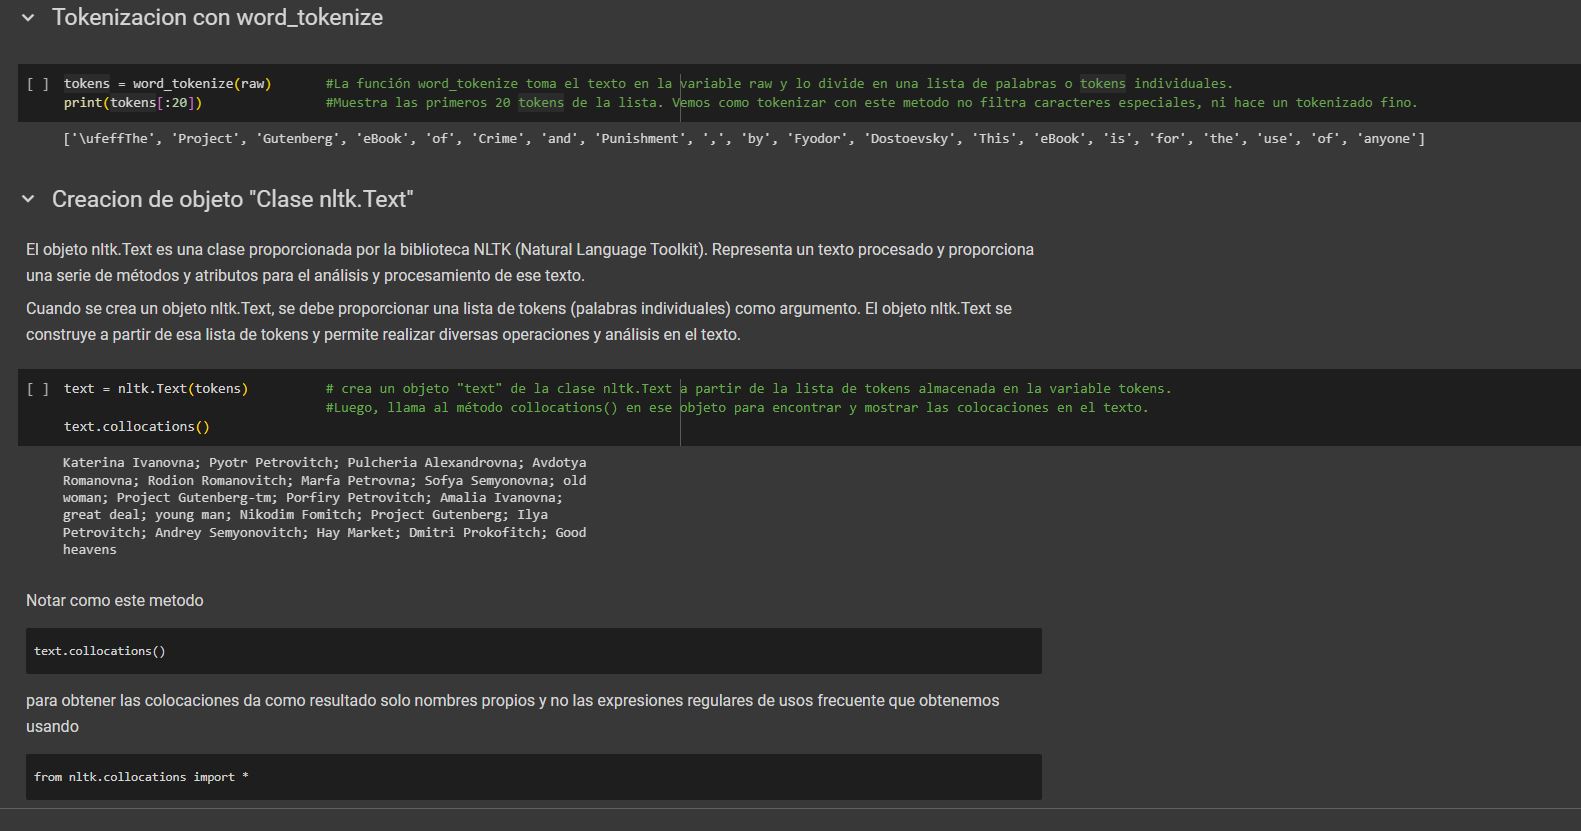 Tokenizacion con word_tokenize
[ ] tokens = word_tokenize(raw) #La función word_tokenize toma el texto en la variable raw y lo divide en una lista de palabras o tokens individuales.
print(tokens[:20]) #Muestra las primeros 20 tokens de la lista. Vemos como tokenizar con este metodo no filtra caracteres especiales, ni hace un tokenizado fino.
['\ufeffThe', 'Project', 'Gutenberg', 'eBook', 'of', 'Crime', 'and', 'Punishment', ',', 'by', 'Fyodor', 'Dostoevsky', 'This', 'eBook', 'is', 'for', 'the', 'use', 'of', 'anyone']
Creacion de objeto "Clase nltk.Text"
El objeto nltk.Text es una clase proporcionada por la biblioteca NLTK (Natural Language Toolkit). Representa un texto procesado y proporciona
una serie de métodos y atributos para el análisis y procesamiento de ese texto.
Cuando se crea un objeto nltk.Text, se debe proporcionar una lista de tokens (palabras individuales) como argumento. El objeto nltk.Text se
construye a partir de esa lista de tokens y permite realizar diversas operaciones y análisis en el texto.
[ ] text = nltk.Text(tokens) # crea un objeto "text" de la clase nltk.Text a partir de la lista de tokens almacenada en la variable tokens.
#Luego, llama al método collocations() en ese objeto para encontrar y mostrar las colocaciones en el texto.
text.collocations()
Katerina Ivanovna; Pyotr Petrovitch; Pulcheria Alexandrovna; Avdotya
Romanovna; Rodion Romanovitch; Marfa Petrovna; Sofya Semyonovna; old
woman; Project Gutenberg-tm; Porfiry Petrovitch; Amalia Ivanovna;
great deal; young man; Nikodim Fomitch; Project Gutenberg; Ilya
Petrovitch; Andrey Semyonovitch; Hay Market; Dmitri Prokofitch; Good
heavens
Notar como este metodo
text.collocations()
para obtener las colocaciones da como resultado solo nombres propios y no las expresiones regulares de usos frecuente que obtenemos
usando
from nltk.collocations import *